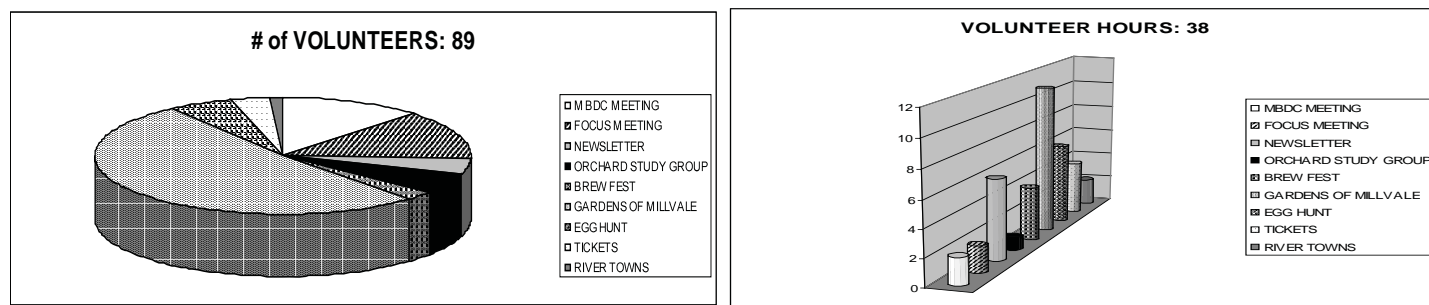 # of VOLUNTEERS: 89
MBDC MEETING
FOCUS MEETING
NEWSLETTER
ORCHARD STUDY GROUP
BREW FEST
GARDENS OF MILLVALE
EGG HUNT
TICKETS
RIVER TOWNS
VOLUNTEER HOURS: 38
12
10
8
6
4
2
0
MBDC MEETING
FOCUS MEETING
NEWSLETTER
ORCHARD STUDY GROUP
BREW FEST
GARDENS OF MILLVALE
EGG HUNT
TICKETS
RIVER TOWNS